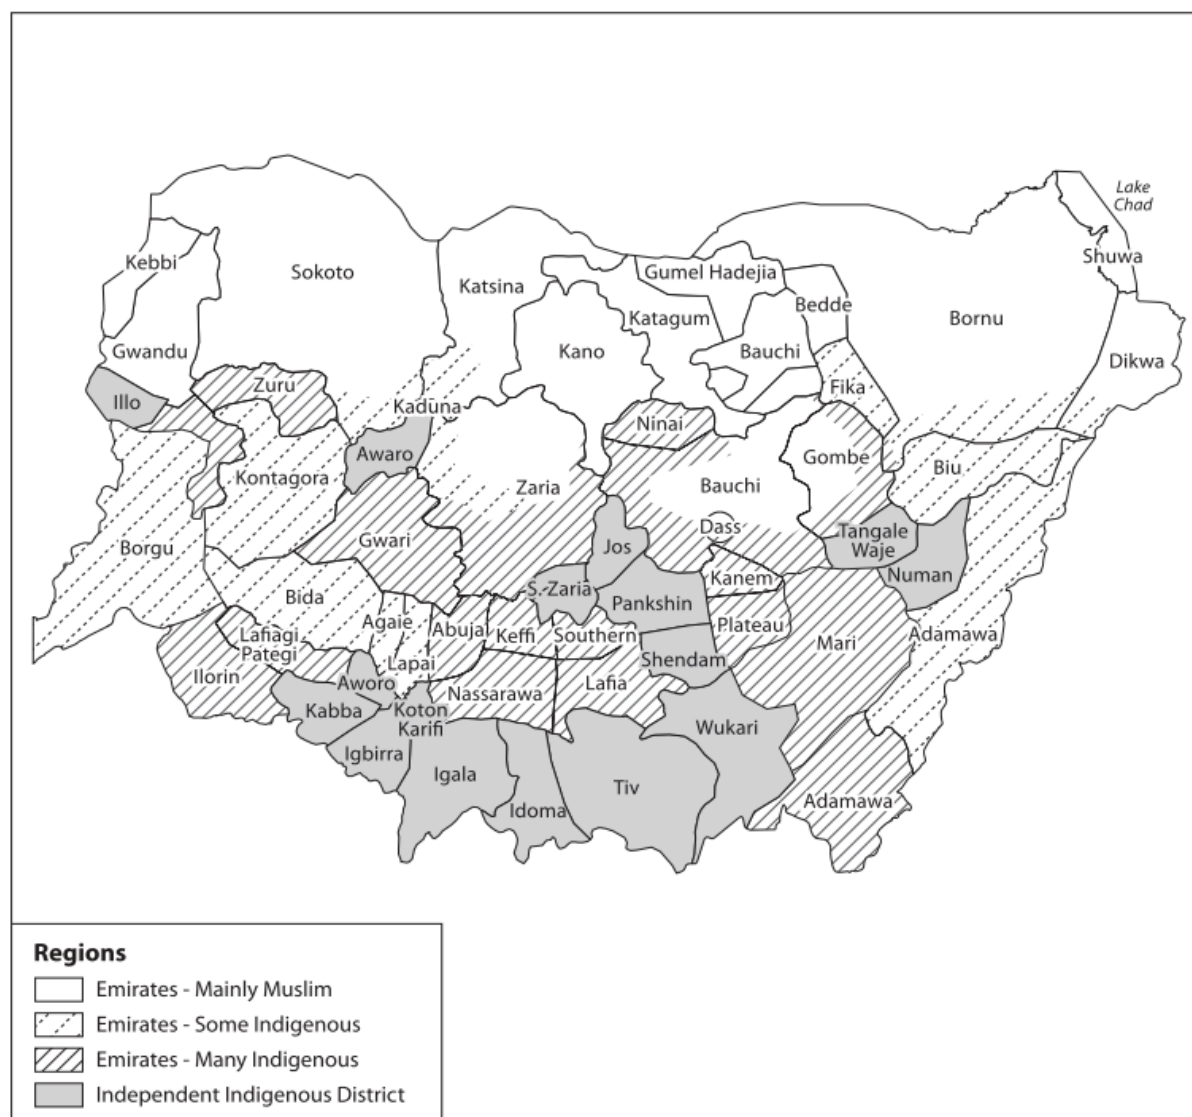 Lake
Chad
Kebbi
Sokoto
Katsina
Gumel Hadejia
Shuwa
Bedde
Katagum
Bornu
Gwandu
Kano
Bauchi
Dikwa
Zuru
Fika
Illo
Kaduna
Ninai
Awaro
Gombe
Biu
Kontagora
Zaria
Bauchi
Dass
Tangale
Waje
Borgu
Gwari
Jos
Numan
Kanem
S. Zaria
Bida
Pankshin
Agaie
Abuja
Keffi
Southern
Plateau
Adamawa
Lafiagi
Pategi
Mari
Lapai
Shendam
Ilorin
Aworo
Nassarawa
Lafia
Kabba
Koton
Karifi
Wukari
Igbirra
Igala
Tiv
Idoma
Adamawa
Regions
Emirates - Mainly Muslim
Emirates - Some Indigenous
Emirates - Many Indigenous
Independent Indigenous District